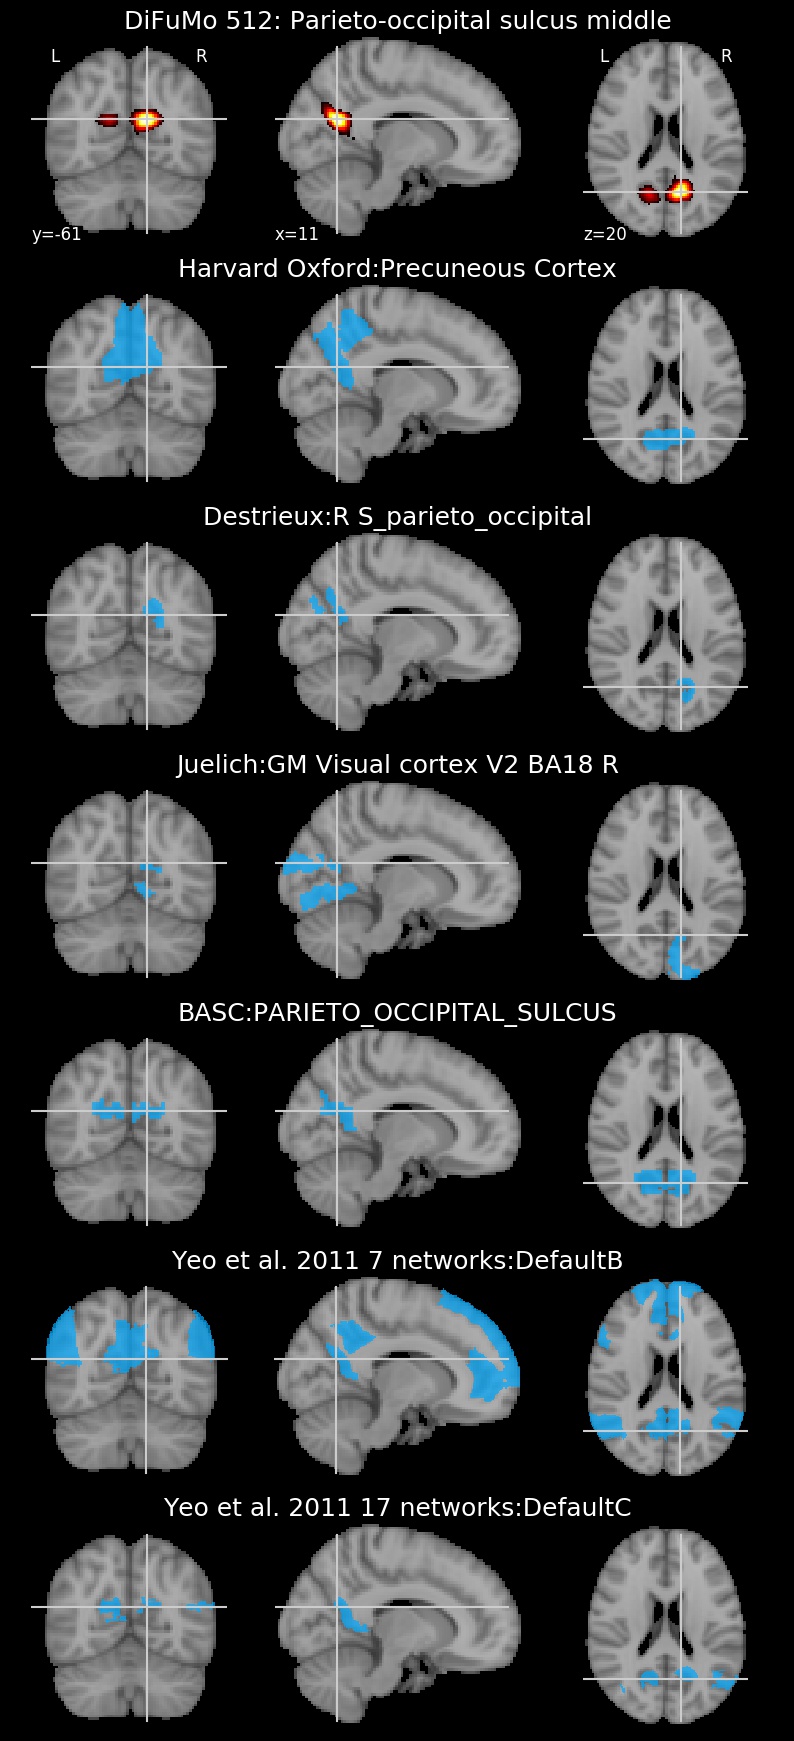 DiFuMo 512: Parieto-occipital sulcus middle
L R L R
y=-61 x=11 z=20
Harvard Oxford:Precuneous Cortex
Destrieux:R S_parieto_occipital
Juelich:GM Visual cortex V2 BA18 R
BASC:PARIETO_OCCIPITAL_SULCUS
Yeo et al. 2011 7 networks:DefaultB
Yeo et al. 2011 17 networks:DefaultC